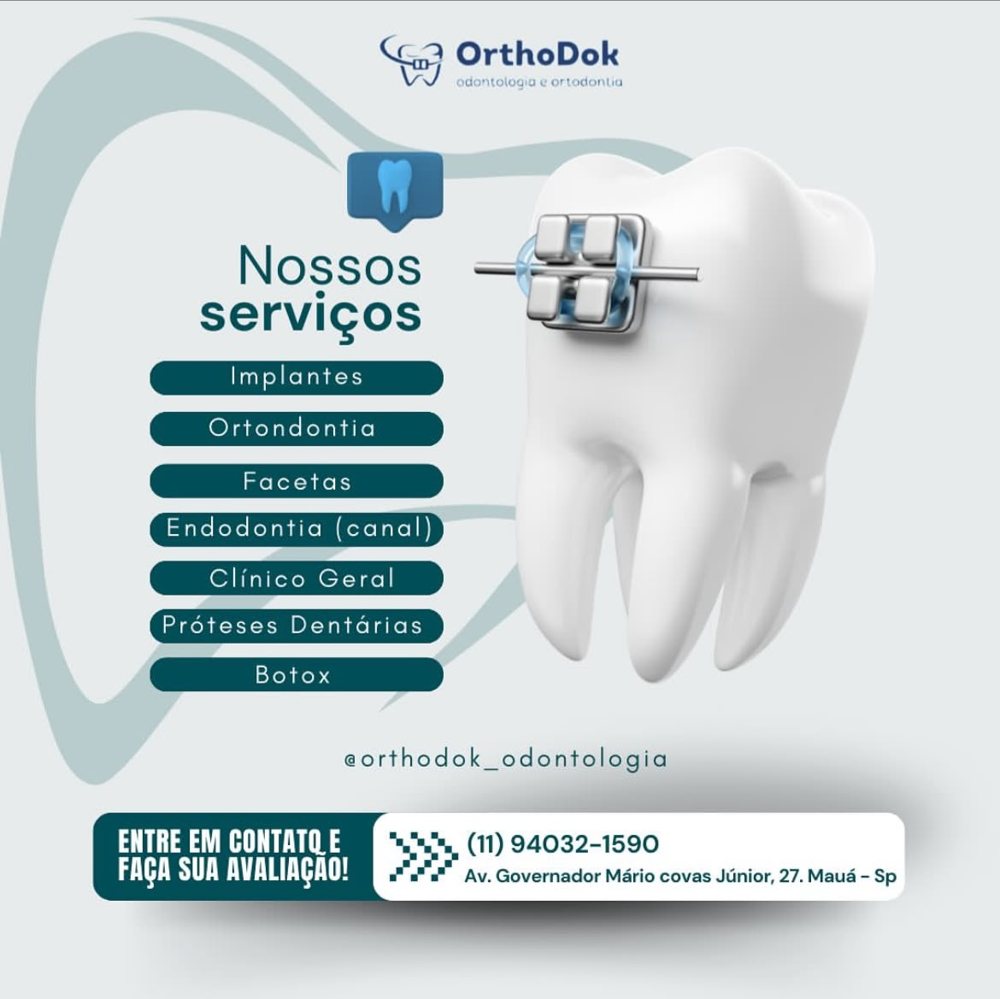 OrthoDok
odontologia e ortodontia
Nossos
serviços
Implantes
Ortondontia
Facetas
Endodontia (canal)
Clínico Geral
Próteses Dentárias
Botox
@orthodok_odontologia
ENTRE EM CONTATO E
FAÇA SUA AVALIAÇÃO!
(11) 94032-1590
Av. Governador Mário covas Júnior, 27. Mauá - Sp